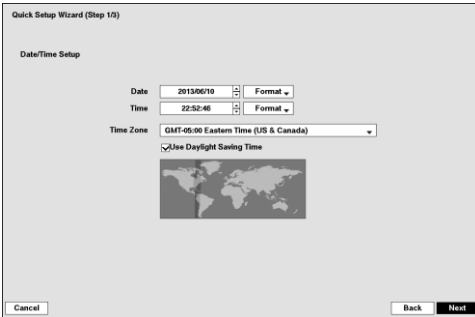 Quick Setup Wizard (Step 1/3)
Date/Time Setup
Date 2013/06/10 Format
Time 22:52:46 Format
Time Zone GMT-05:00 Eastern Time (US & Canada)
Use Daylight Saving Time
Cancel Back Next